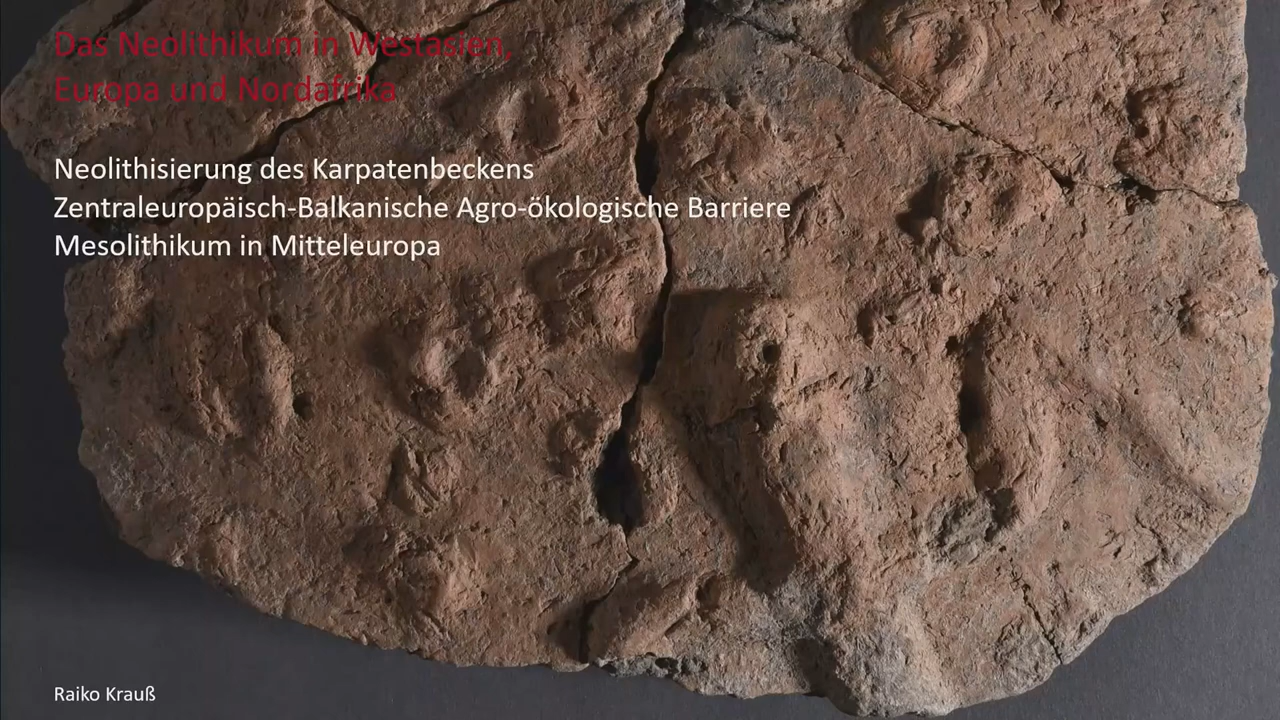 Das Neolithikum in Westasien,
Europa und Nordafrika
Neolithisierung des Karpatenbeckens
Zentraleuropäisch-Balkanische Agro-ökologische Barriere
Mesolithikum in Mitteleuropa
Raiko Krauß